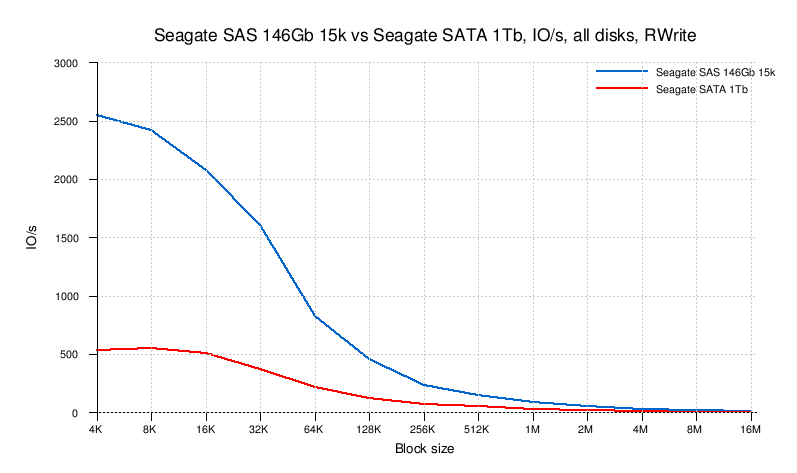 Seagate SAS 146Gb 15k vs Seagate SATA 1Tb, IO/s, all disks, RWrite
Seagate SAS 146Gb 15k
Seagate SATA 1Tb
IO/s
3000
2500
2000
1500
1000
500
0
4K 8K 16K 32K 64K 128K 256K 512K 1M 2M 4M 8M 16M
Block size